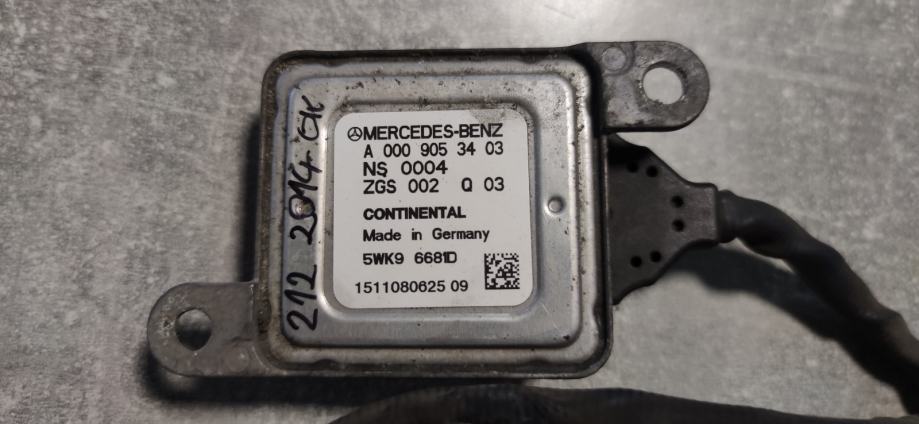 MERCEDES-BENZ
A 000 905 34 03
NS 0004
ZGS 002 Q 03
CONTINENTAL
Made in Germany
5WK9 6681D
1511080625 09
212 2014 OK